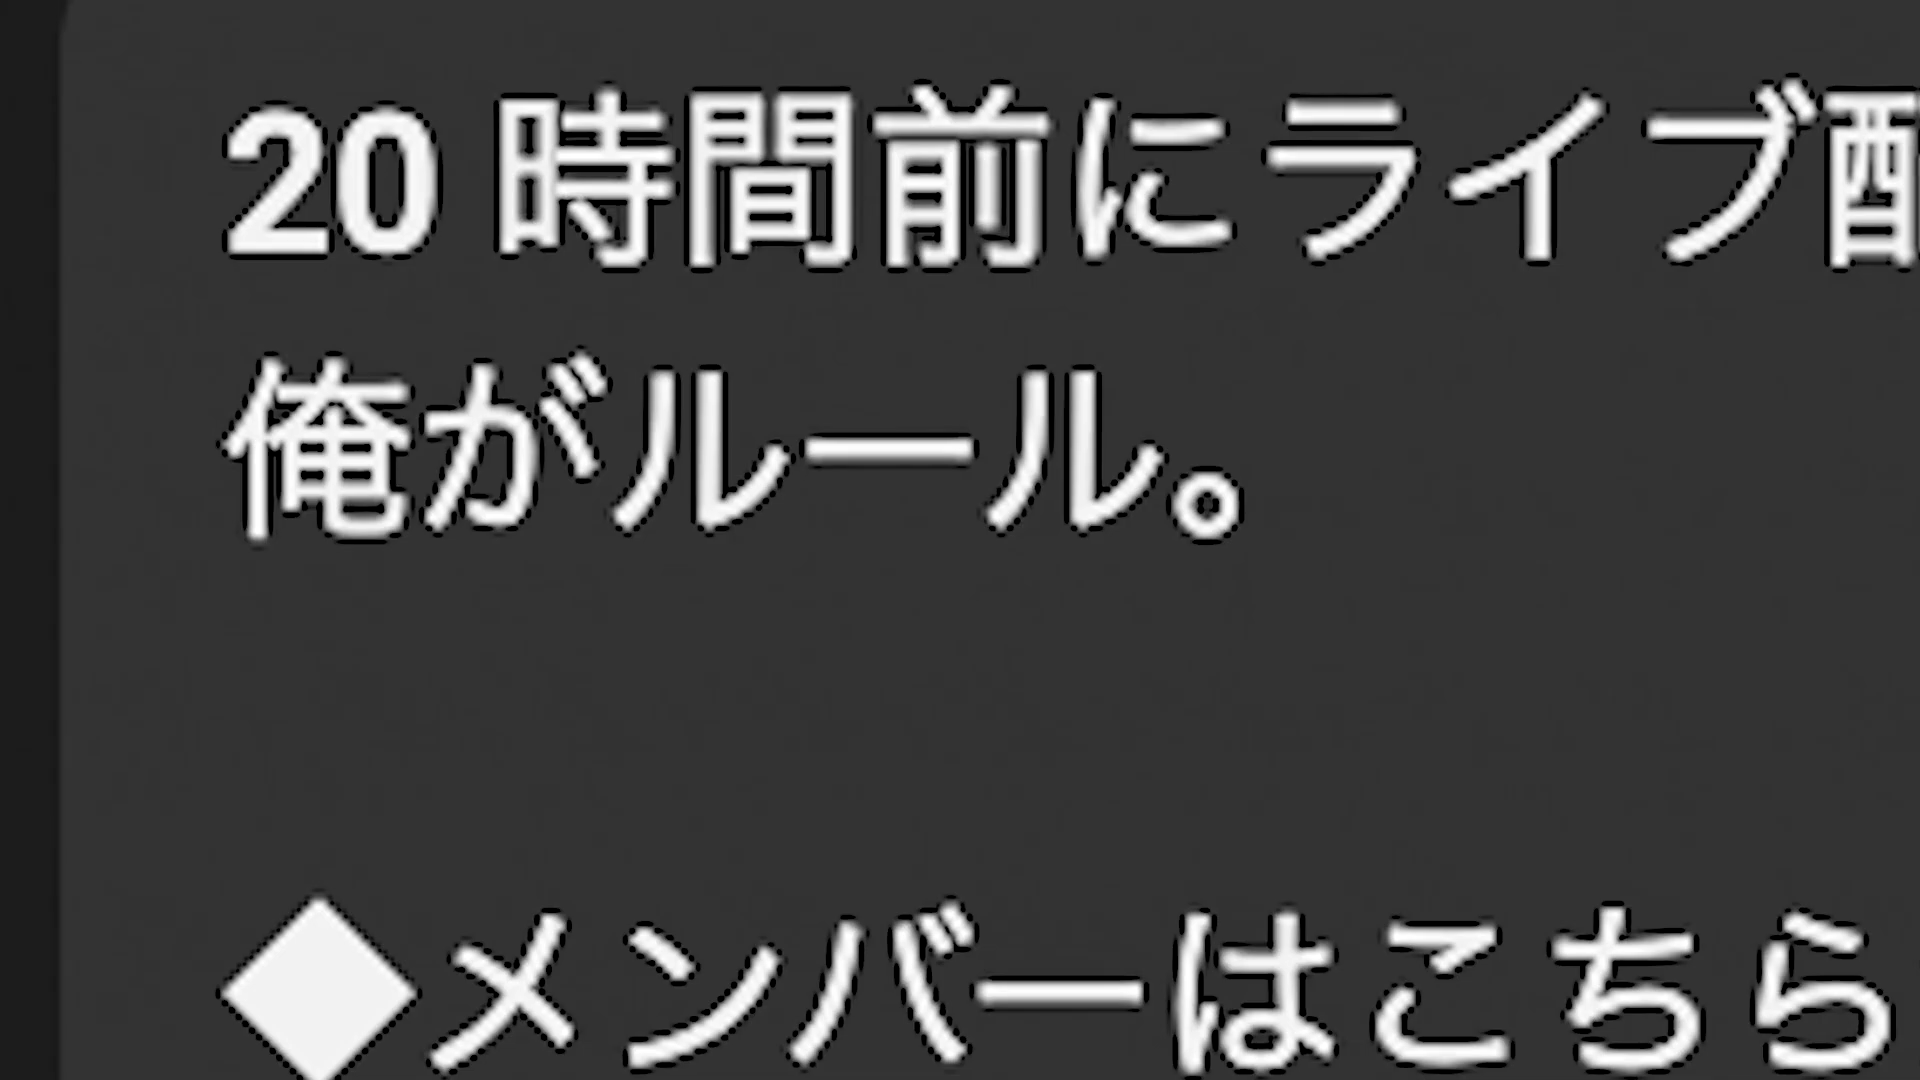 20 時間前にライブ配
俺がルール。
◆メンバーはこちら